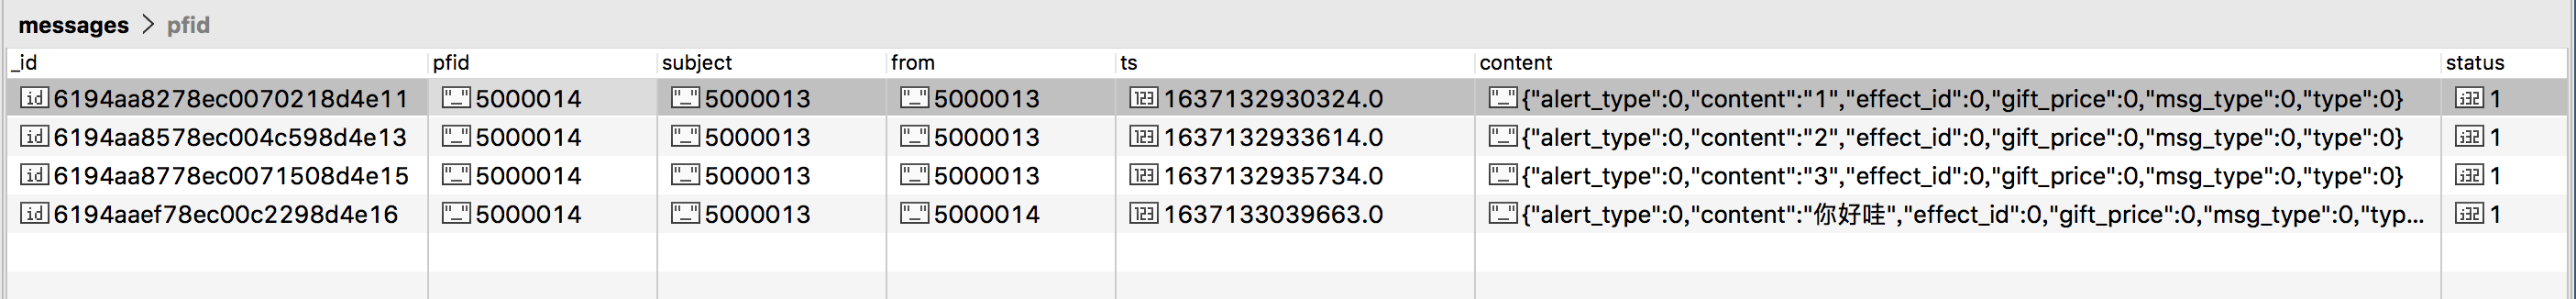 messages > pfid
_id pfid subject from ts content status
id 6194aa8278ec0070218d4e11 "_" 5000014 "_" 5000013 "_" 5000013 123 1637132930324.0 "_" {"alert_type":0,"content":"1","effect_id":0,"gift_price":0,"msg_type":0,"type":0} i32 1
id 6194aa8578ec004c598d4e13 "_" 5000014 "_" 5000013 "_" 5000013 123 1637132933614.0 "_" {"alert_type":0,"content":"2","effect_id":0,"gift_price":0,"msg_type":0,"type":0} i32 1
id 6194aa8778ec0071508d4e15 "_" 5000014 "_" 5000013 "_" 5000013 123 1637132935734.0 "_" {"alert_type":0,"content":"3","effect_id":0,"gift_price":0,"msg_type":0,"type":0} i32 1
id 6194aaef78ec00c2298d4e16 "_" 5000014 "_" 5000013 "_" 5000014 123 1637133039663.0 "_" {"alert_type":0,"content":"你好哇","effect_id":0,"gift_price":0,"msg_type":0,"typ... i32 1